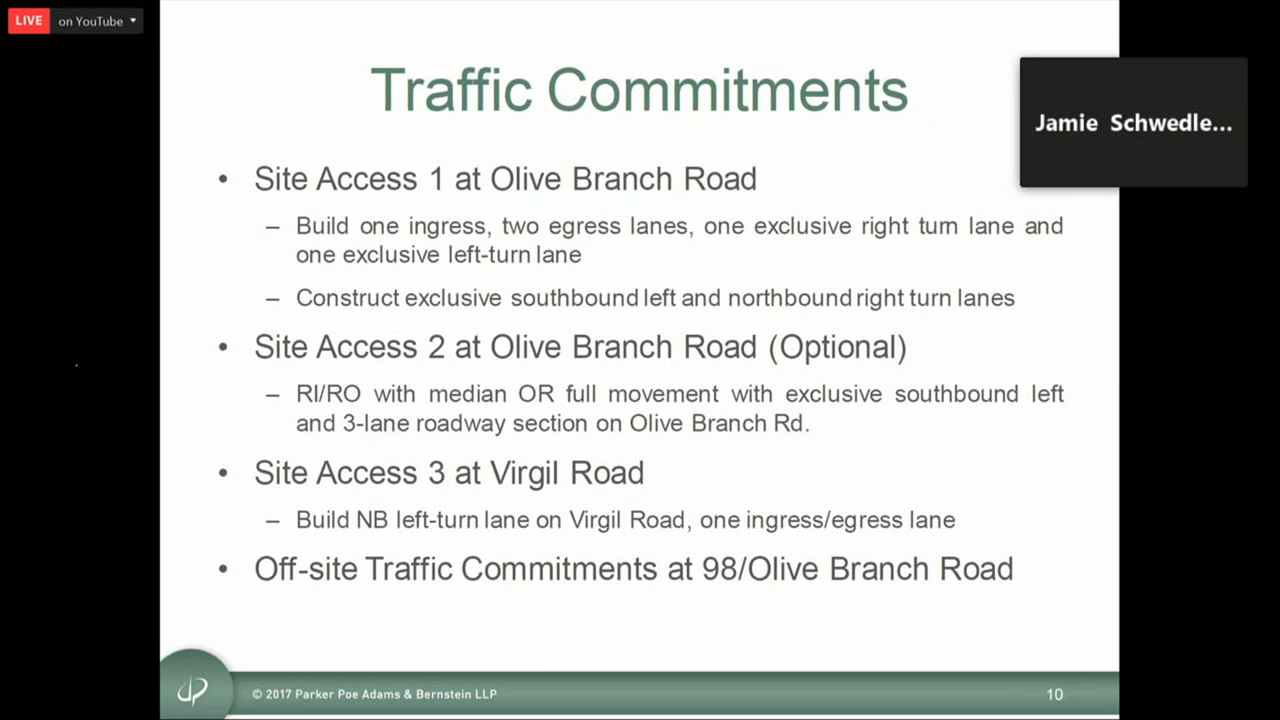 LIVE on YouTube
Traffic Commitments
Jamie Schwedle...
• Site Access 1 at Olive Branch Road
– Build one ingress, two egress lanes, one exclusive right turn lane and
one exclusive left-turn lane
– Construct exclusive southbound left and northbound right turn lanes
• Site Access 2 at Olive Branch Road (Optional)
– RI/RO with median OR full movement with exclusive southbound left
and 3-lane roadway section on Olive Branch Rd.
• Site Access 3 at Virgil Road
– Build NB left-turn lane on Virgil Road, one ingress/egress lane
• Off-site Traffic Commitments at 98/Olive Branch Road
© 2017 Parker Poe Adams & Bernstein LLP
10